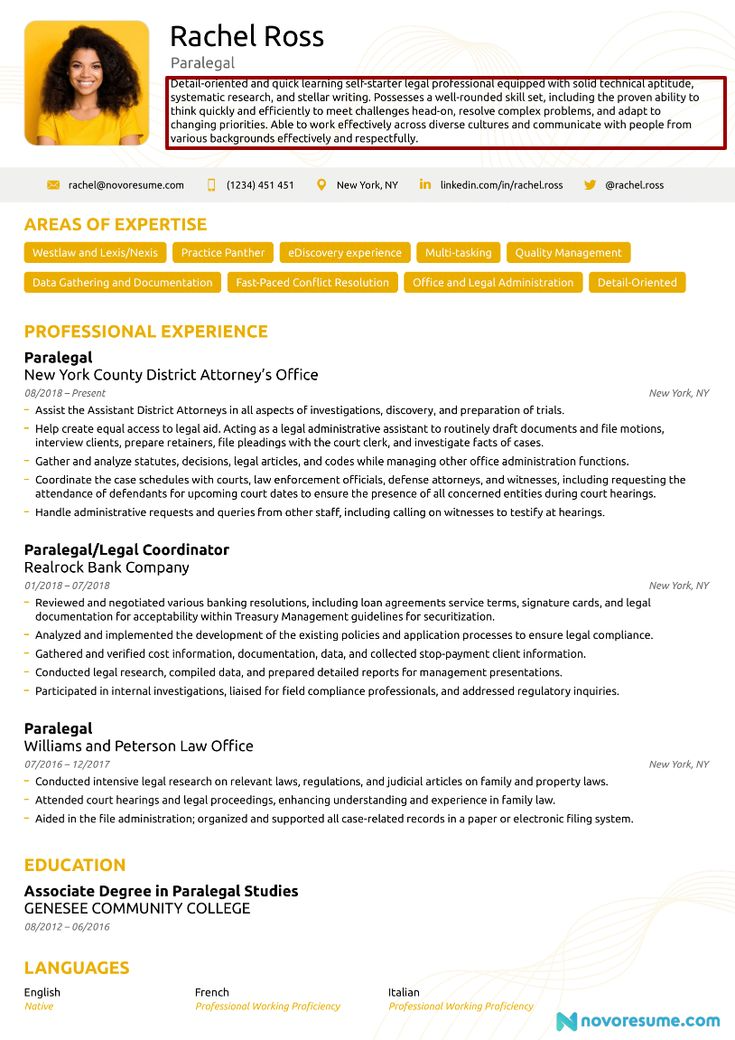 Rachel Ross
Paralegal
Detail-oriented and quick learning self-starter legal professional equipped with solid technical aptitude,
systematic research, and stellar writing. Possesses a well-rounded skill set, including the proven ability to
think quickly and efficiently to meet challenges head-on, resolve complex problems, and adapt to
changing priorities. Able to work effectively across diverse cultures and communicate with people from
various backgrounds effectively and respectfully.
rachel@novoresume.com (1234) 451 451 New York, NY linkedin.com/in/rachel.ross @rachel.ross
AREAS OF EXPERTISE
Westlaw and Lexis/Nexis Practice Panther eDiscovery experience Multi-tasking Quality Management
Data Gathering and Documentation Fast-Paced Conflict Resolution Office and Legal Administration Detail-Oriented
PROFESSIONAL EXPERIENCE
Paralegal
New York County District Attorney's Office
08/2018 – Present New York, NY
– Assist the Assistant District Attorneys in all aspects of investigations, discovery, and preparation of trials.
– Help create equal access to legal aid. Acting as a legal administrative assistant to routinely draft documents and file motions,
interview clients, prepare retainers, file pleadings with the court clerk, and investigate facts of cases.
– Gather and analyze statutes, decisions, legal articles, and codes while managing other office administration functions.
– Coordinate the case schedules with courts, law enforcement officials, defense attorneys, and witnesses, including requesting the
attendance of defendants for upcoming court dates to ensure the presence of all concerned entities during court hearings.
– Handle administrative requests and queries from other staff, including calling on witnesses to testify at hearings.
Paralegal/Legal Coordinator
Realrock Bank Company
01/2018 – 07/2018 New York, NY
– Reviewed and negotiated various banking resolutions, including loan agreements service terms, signature cards, and legal
documentation for acceptability within Treasury Management guidelines for securitization.
– Analyzed and implemented the development of the existing policies and application processes to ensure legal compliance.
– Gathered and verified cost information, documentation, data, and collected stop-payment client information.
– Conducted legal research, compiled data, and prepared detailed reports for management presentations.
– Participated in internal investigations, liaised for field compliance professionals, and addressed regulatory inquiries.
Paralegal
Williams and Peterson Law Office
07/2016 – 12/2017 New York, NY
– Conducted intensive legal research on relevant laws, regulations, and judicial articles on family and property laws.
– Attended court hearings and legal proceedings, enhancing understanding and experience in family law.
– Aided in the file administration; organized and supported all case-related records in a paper or electronic filing system.
EDUCATION
Associate Degree in Paralegal Studies
GENESEE COMMUNITY COLLEGE
08/2012 – 06/2016
LANGUAGES
English French Italian
Native Professional Working Proficiency Professional Working Proficiency
novoresume.com